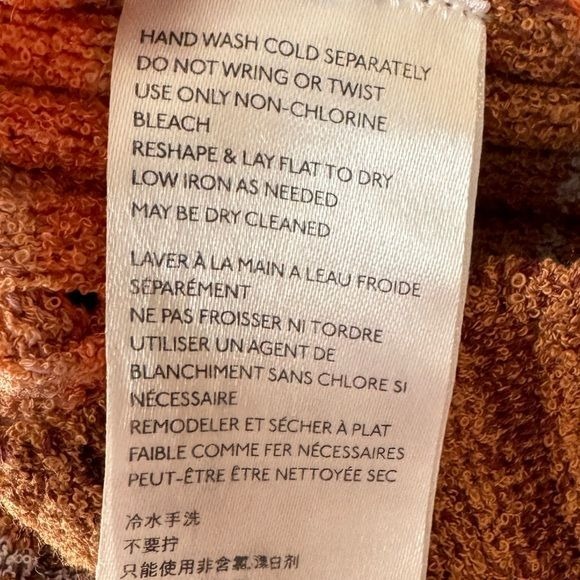 HAND WASH COLD SEPARATELY
DO NOT WRING OR TWIST
USE ONLY NON-CHLORINE
BLEACH
RESHAPE & LAY FLAT TO DRY
LOW IRON AS NEEDED
MAY BE DRY CLEANED
LAVER À LA MAIN A LEAU FROIDE
SÉPARÉMENT
NE PAS FROISSER NI TORDRE
UTILISER UN AGENT DE
BLANCHIMENT SANS CHLORE SI
NÉCESSAIRE
REMODELER ET SÉCHER À PLAT
FAIBLE COMME FER NÉCESSAIRES
PEUT-ÊTRE ÊTRE NETTOYÉE SEC
冷水手洗
不要拧
只能使用非含氯漂白剂